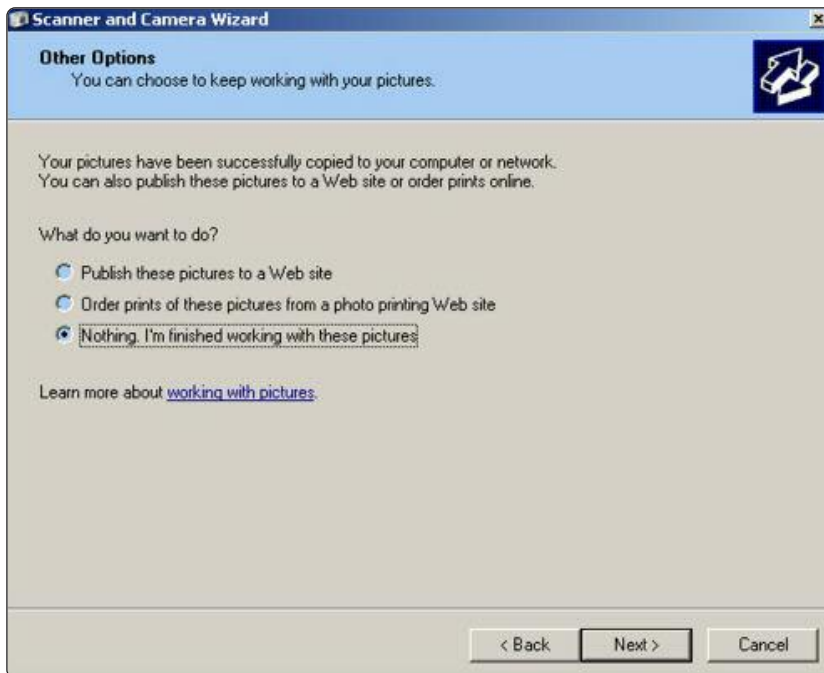 Scanner and Camera Wizard
Other Options
You can choose to keep working with your pictures.
Your pictures have been successfully copied to your computer or network.
You can also publish these pictures to a Web site or order prints online.
What do you want to do?
Publish these pictures to a Web site
Order prints of these pictures from a photo printing Web site
Nothing. I'm finished working with these pictures
Learn more about working with pictures.
< Back
Next >
Cancel